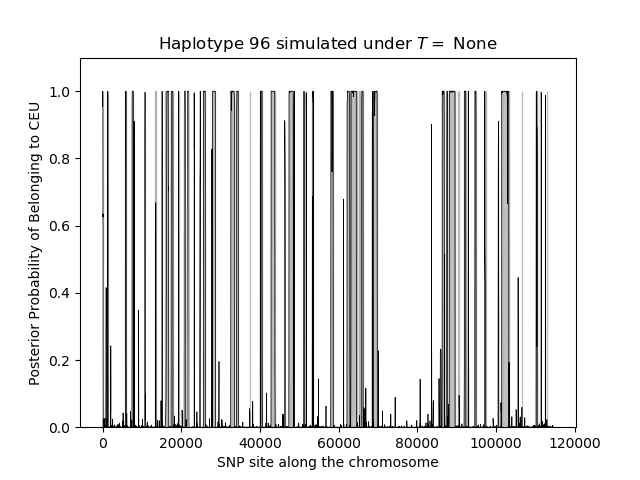 Haplotype 96 simulated under T = None
Posterior Probability of Belonging to CEU
1.0
0.8
0.6
0.4
0.2
0.0
0 20000 40000 60000 80000 100000 120000
SNP site along the chromosome